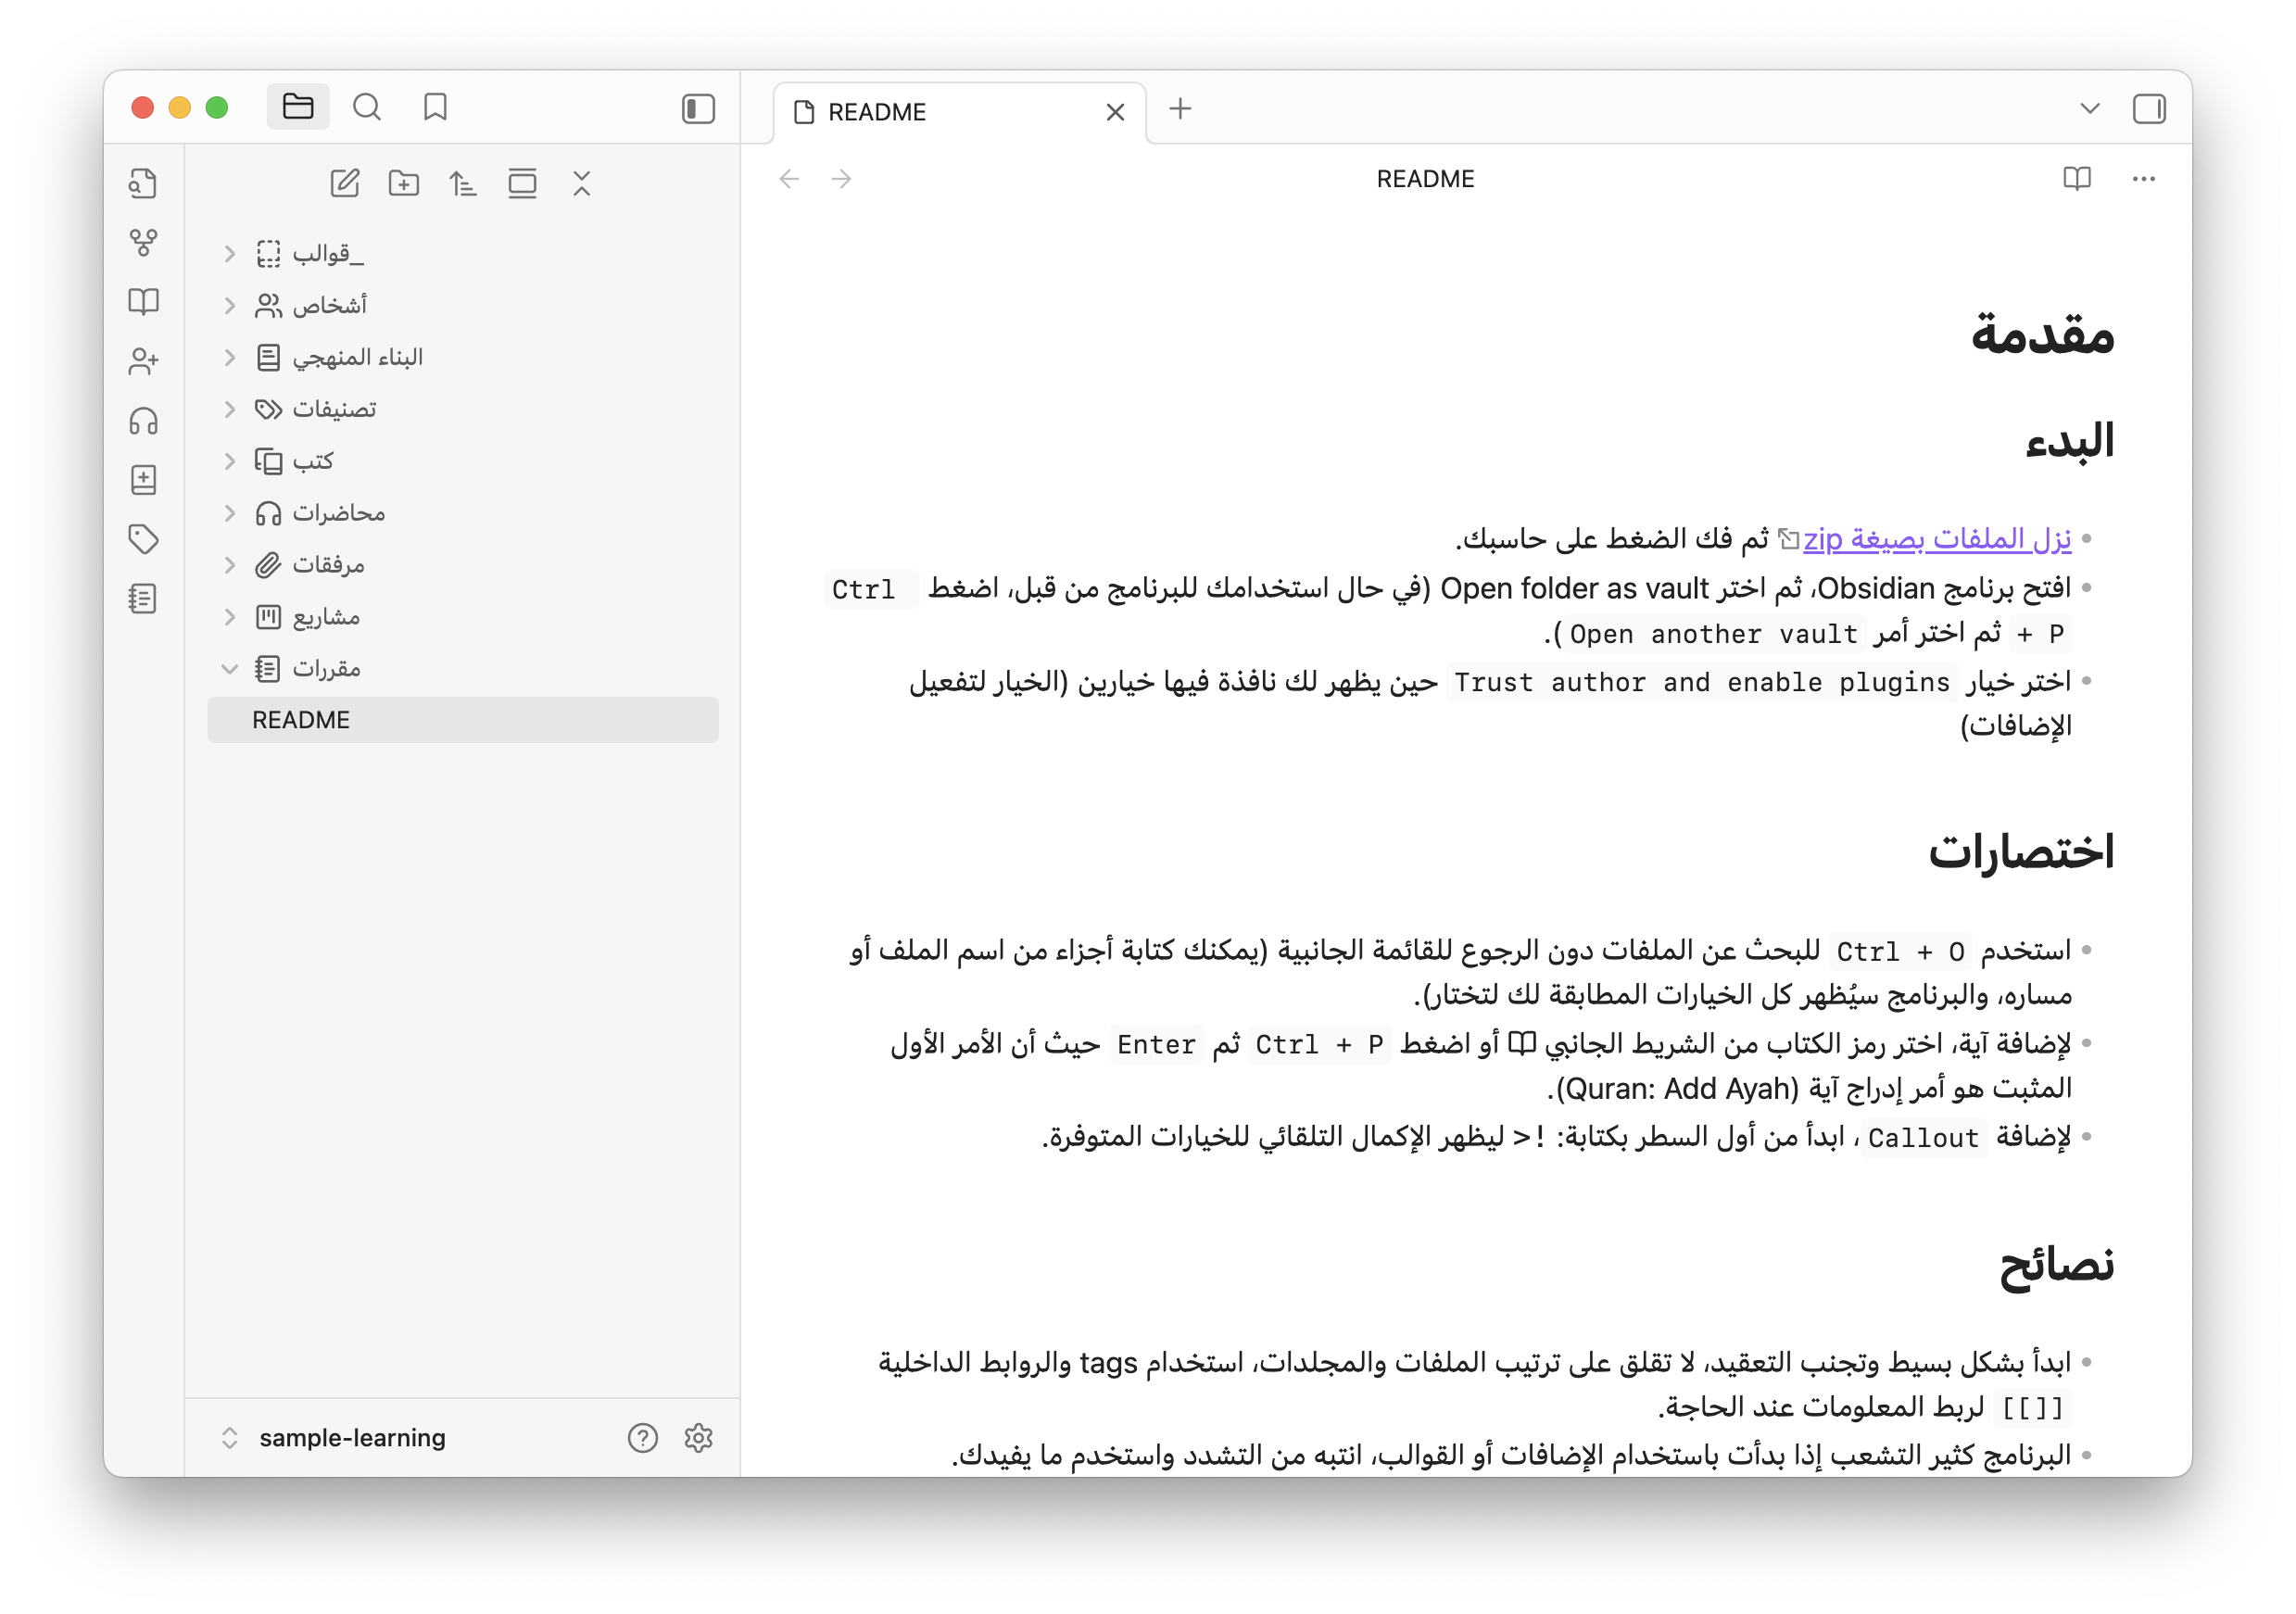 README
README
_قوالب
أشخاص
البناء المنهجي
تصنيفات
كتب
محاضرات
مرفقات
مشاريع
مقررات
README
sample-learning
مقدمة
البدء
نزل الملفات بصيغة zip ثم فك الضغط على حاسبك.
افتح برنامج Obsidian، ثم اختر Open folder as vault (في حال استخدامك للبرنامج من قبل، اضغط Ctrl
+ P ثم اختر أمر Open another vault).
اختر خيار Trust author and enable plugins حين يظهر لك نافذة فيها خيارين (الخيار لتفعيل
الإضافات)
اختصارات
استخدم Ctrl + O للبحث عن الملفات دون الرجوع للقائمة الجانبية (يمكنك كتابة أجزاء من اسم الملف أو
مساره، والبرنامج سيُظهر كل الخيارات المطابقة لك لتختار).
لإضافة آية، اختر رمز الكتاب من الشريط الجانبي أو اضغط Ctrl + P ثم Enter حيث أن الأمر الأول
المثبت هو أمر إدراج آية (Quran: Add Ayah).
لإضافة Callout، ابدأ من أول السطر بكتابة: !> ليظهر الإكمال التلقائي للخيارات المتوفرة.
نصائح
ابدأ بشكل بسيط وتجنب التعقيد، لا تقلق على ترتيب الملفات والمجلدات، استخدام tags والروابط الداخلية
[[]] لربط المعلومات عند الحاجة.
البرنامج كثير التشعب إذا بدأت باستخدام الإضافات أو القوالب، انتبه من التشدد واستخدم ما يفيدك.